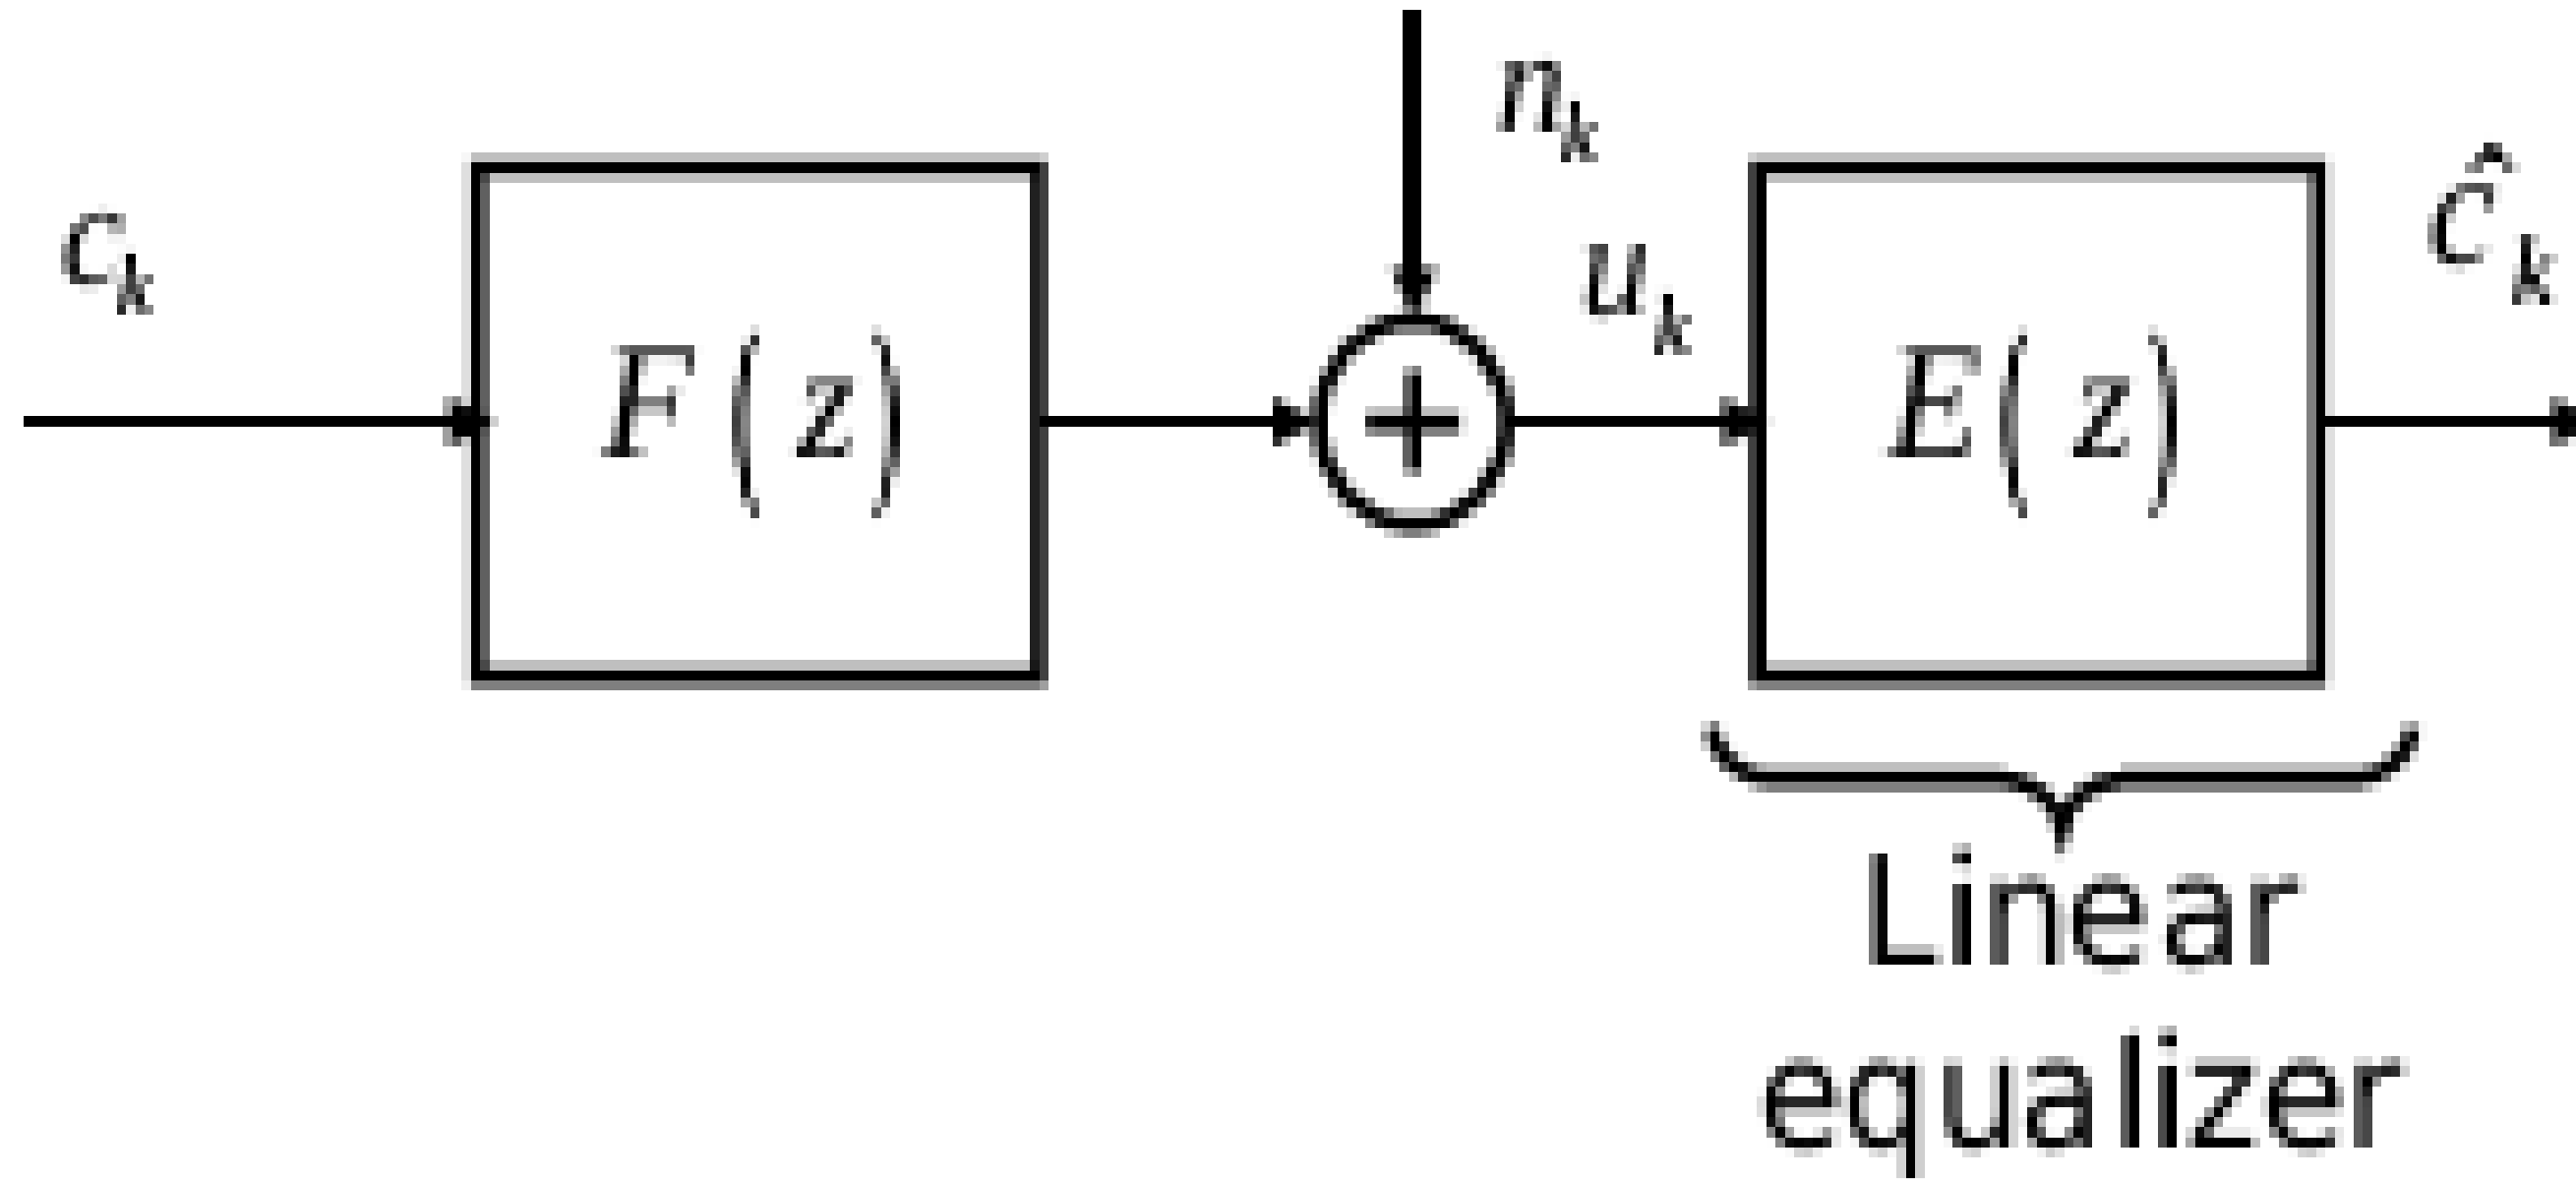 n_k
c_k
u_k
ĉ_k
F(z)
+
E(z)
Linear
equalizer